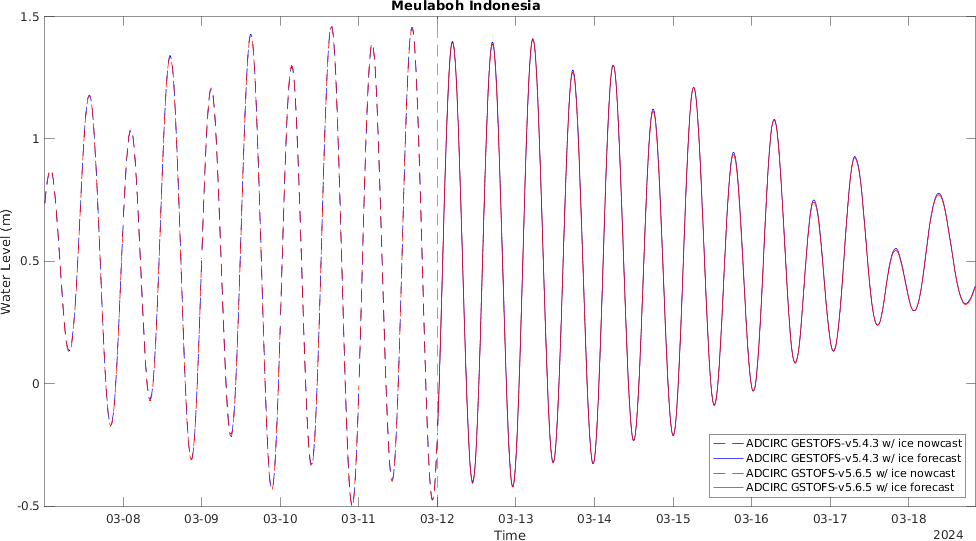 Meulaboh Indonesia
1.5
1
0.5
0
-0.5
Water Level (m)
03-08 03-09 03-10 03-11 03-12 03-13 03-14 03-15 03-16 03-17 03-18
Time
2024
ADCIRC GESTOFS-v5.4.3 w/ ice nowcast
ADCIRC GESTOFS-v5.4.3 w/ ice forecast
ADCIRC GSTOFS-v5.6.5 w/ ice nowcast
ADCIRC GSTOFS-v5.6.5 w/ ice forecast